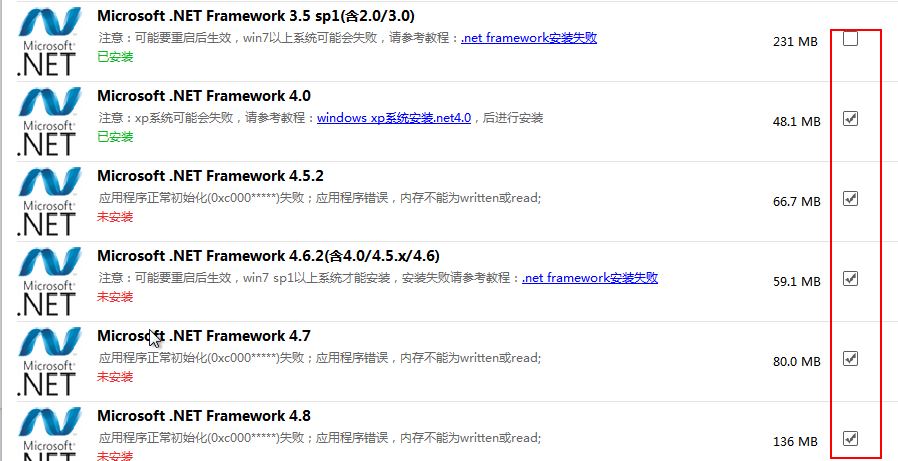 Microsoft .NET Framework 3.5 sp1(含2.0/3.0)
注意：可能要重启后生效，win7以上系统可能会失败，请参考教程：.net framework安装失败
已安装
231 MB
Microsoft®
.NET
Microsoft .NET Framework 4.0
注意：xp系统可能会失败，请参考教程：windows xp系统安装.net4.0，后进行安装
已安装
48.1 MB
Microsoft®
.NET
Microsoft .NET Framework 4.5.2
应用程序正常初始化(0xc000*****)失败；应用程序错误，内存不能为written或read;
未安装
66.7 MB
Microsoft®
.NET
Microsoft .NET Framework 4.6.2(含4.0/4.5.x/4.6)
注意：可能要重启后生效，win7 sp1以上系统才能安装，安装失败请参考教程：.net framework安装失败
未安装
59.1 MB
Microsoft®
.NET
Microsoft .NET Framework 4.7
应用程序正常初始化(0xc000*****)失败；应用程序错误，内存不能为written或read;
未安装
80.0 MB
Microsoft®
.NET
Microsoft .NET Framework 4.8
应用程序正常初始化(0xc000*****)失败；应用程序错误，内存不能为written或read;
未安装
136 MB
Microsoft®
.NET